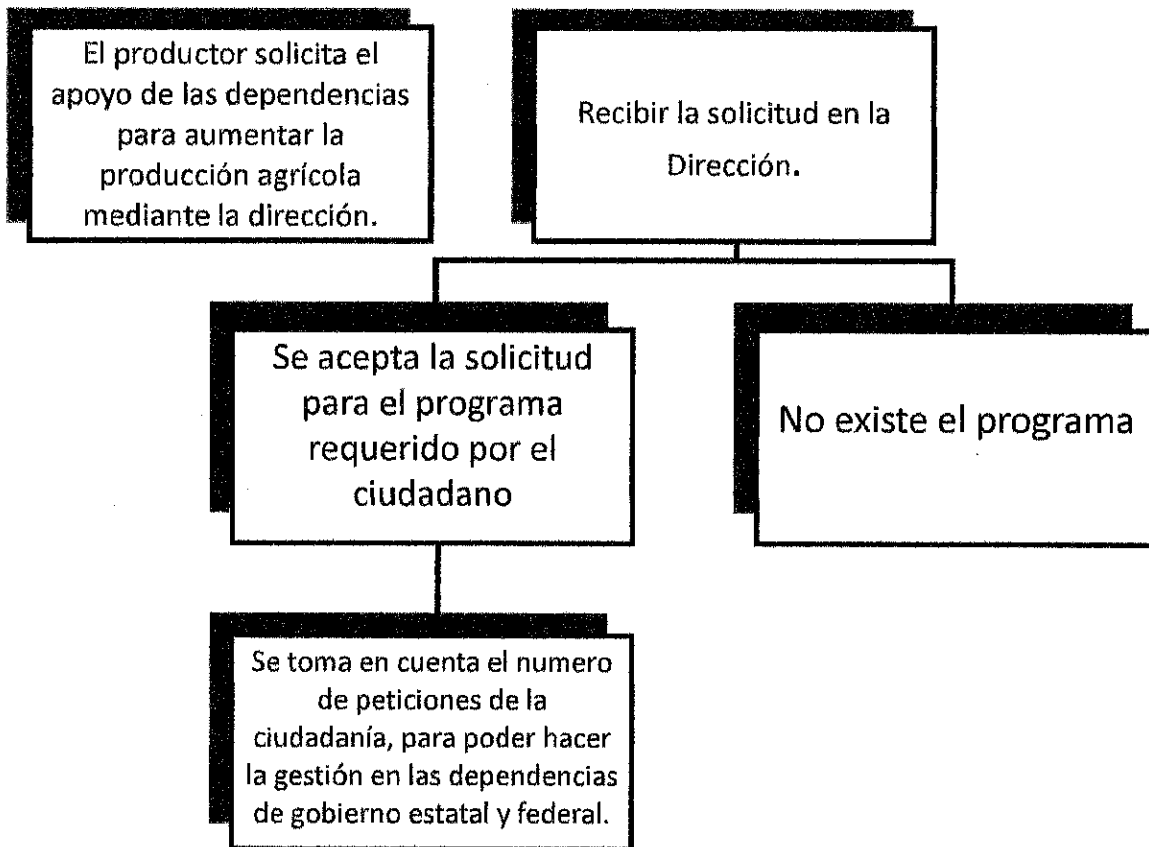 El productor solicita el
apoyo de las dependencias
para aumentar la
producción agrícola
mediante la dirección.
Recibir la solicitud en la
Dirección.
Se acepta la solicitud
para el programa
requerido por el
ciudadano
No existe el programa
Se toma en cuenta el numero
de peticiones de la
ciudadanía, para poder hacer
la gestión en las dependencias
de gobierno estatal y federal.